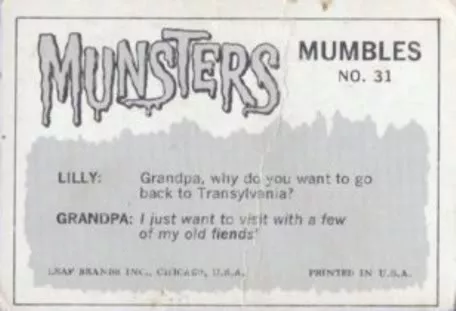 MUNSTERS
MUMBLES
NO. 31
LILLY: Grandpa, why do you want to go
back to Transylvania?
GRANDPA: I just want to visit with a few
of my old fiends'
LEAF BRANDS INC., CHICAGO, U.S.A. PRINTED IN U.S.A.